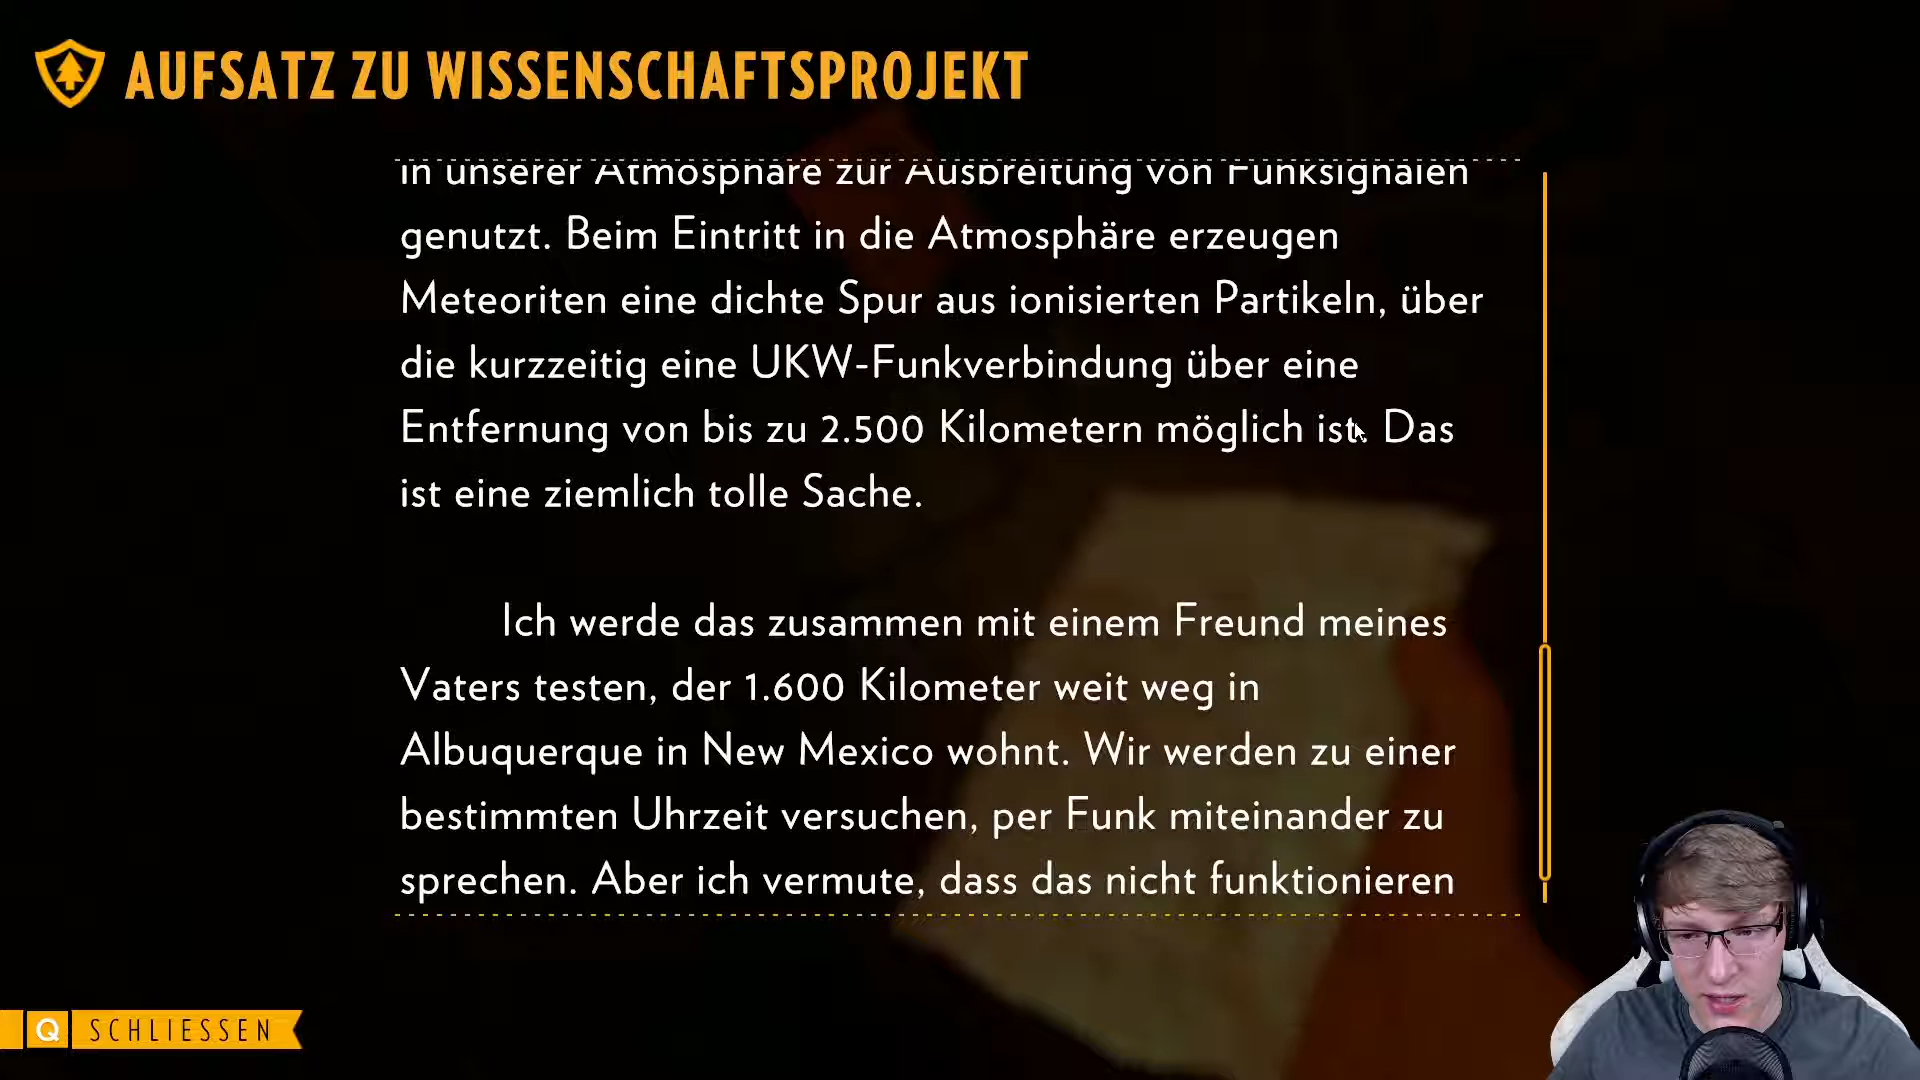 AUFSATZ ZU WISSENSCHAFTSPROJEKT
in unserer Atmosphäre zur Ausbreitung von Funksignalen
genutzt. Beim Eintritt in die Atmosphäre erzeugen
Meteoriten eine dichte Spur aus ionisierten Partikeln, über
die kurzzeitig eine UKW-Funkverbindung über eine
Entfernung von bis zu 2.500 Kilometern möglich ist. Das
ist eine ziemlich tolle Sache.
Ich werde das zusammen mit einem Freund meines
Vaters testen, der 1.600 Kilometer weit weg in
Albuquerque in New Mexico wohnt. Wir werden zu einer
bestimmten Uhrzeit versuchen, per Funk miteinander zu
sprechen. Aber ich vermute, dass das nicht funktionieren
Q SCHLIESSEN